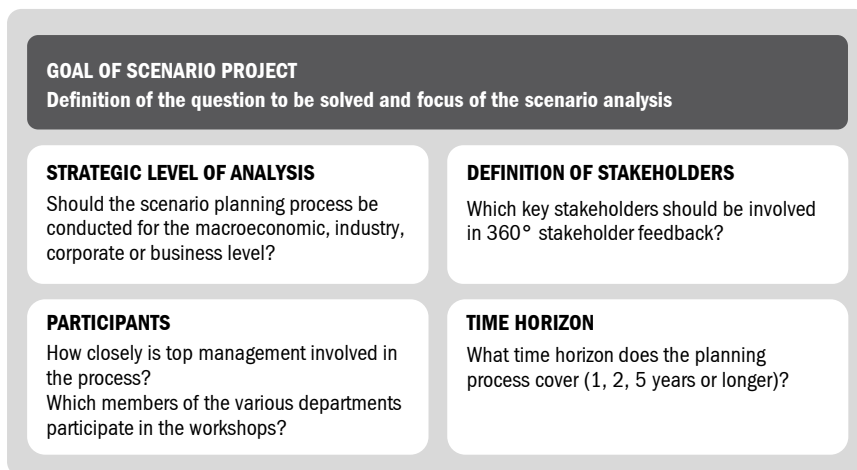 GOAL OF SCENARIO PROJECT
Definition of the question to be solved and focus of the scenario analysis
STRATEGIC LEVEL OF ANALYSIS
Should the scenario planning process be
conducted for the macroeconomic, industry,
corporate or business level?
DEFINITION OF STAKEHOLDERS
Which key stakeholders should be involved
in 360° stakeholder feedback?
PARTICIPANTS
How closely is top management involved in
the process?
Which members of the various departments
participate in the workshops?
TIME HORIZON
What time horizon does the planning
process cover (1, 2, 5 years or longer)?